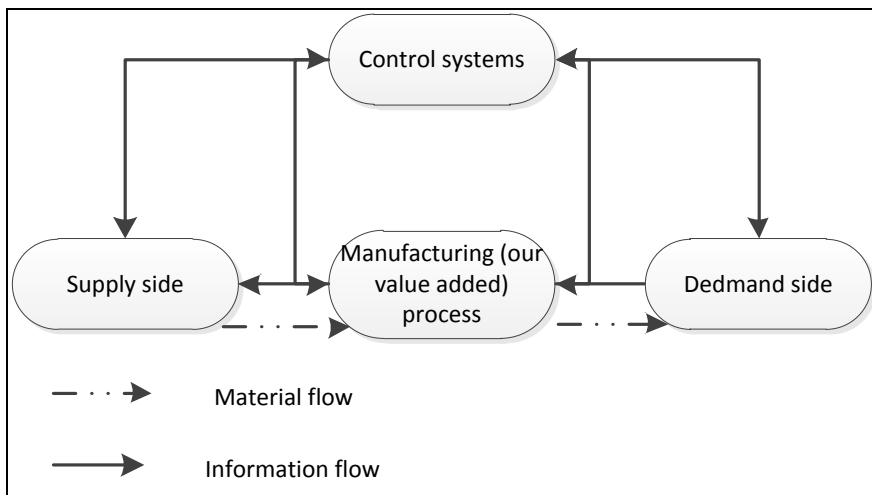 Control systems
Supply side
Manufacturing (our
value added)
process
Dedmand side
Material flow
Information flow